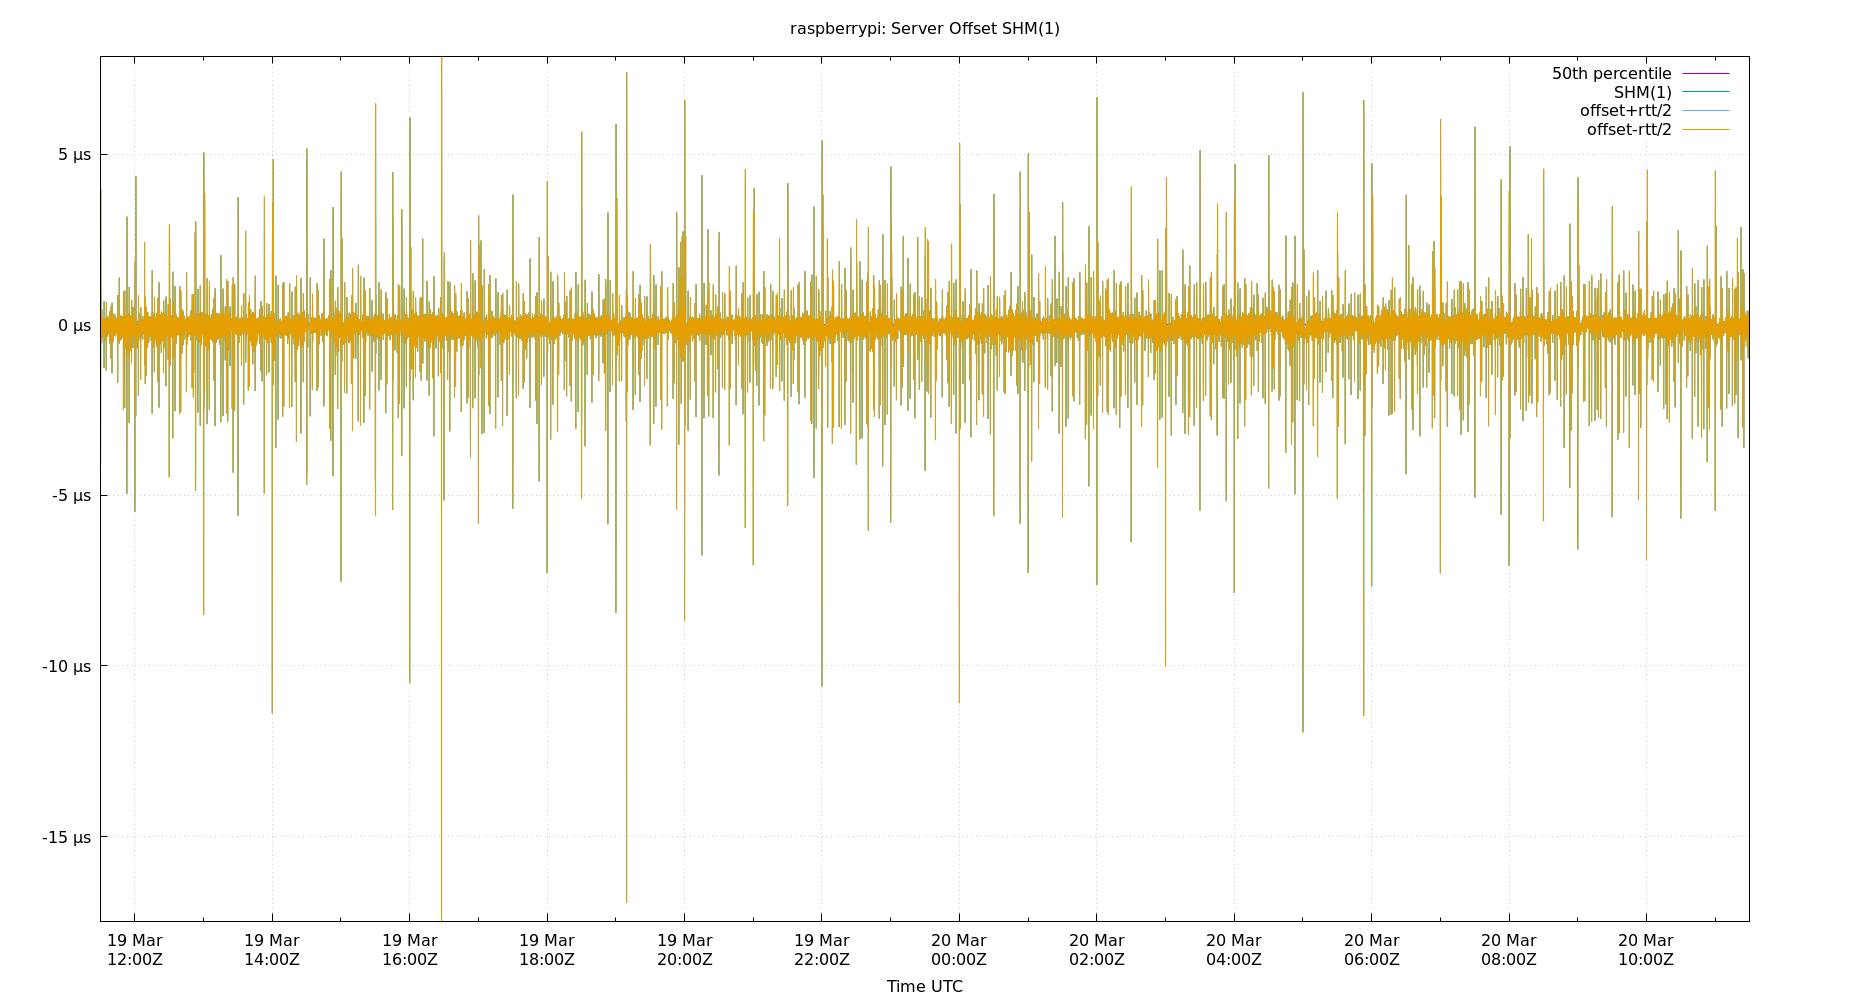 raspberrypi: Server Offset SHM(1)
50th percentile
SHM(1)
offset+rtt/2
offset-rtt/2
5 µs
0 µs
-5 µs
-10 µs
-15 µs
19 Mar 19 Mar 19 Mar 19 Mar 19 Mar 19 Mar 20 Mar 20 Mar 20 Mar 20 Mar 20 Mar 20 Mar
12:00Z 14:00Z 16:00Z 18:00Z 20:00Z 22:00Z 00:00Z 02:00Z 04:00Z 06:00Z 08:00Z 10:00Z
Time UTC